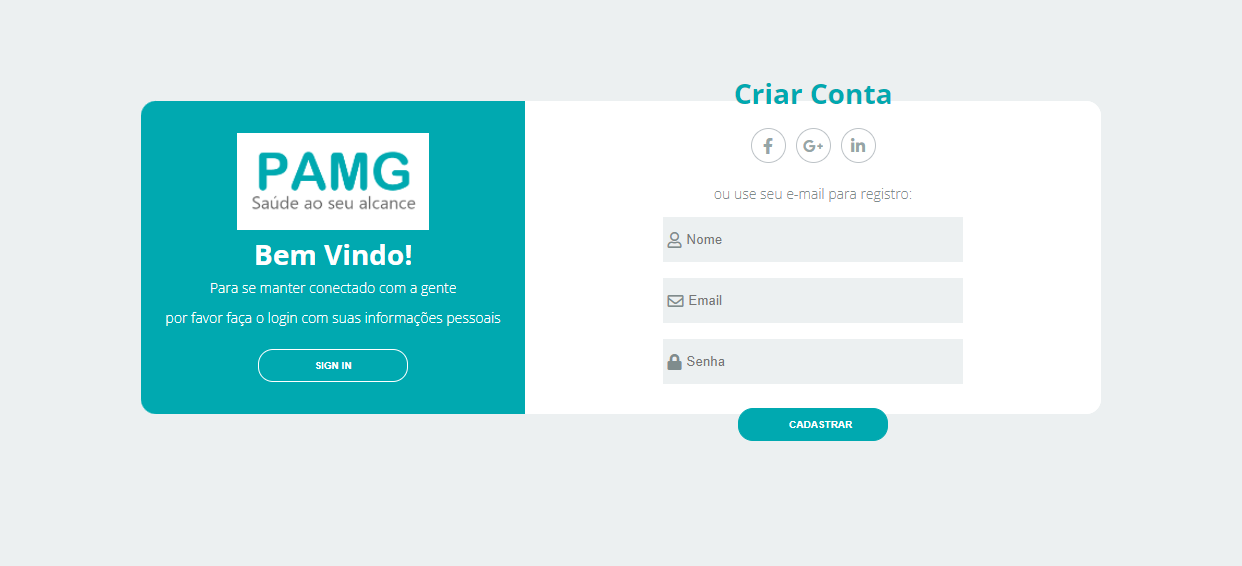 PAMG
Saúde ao seu alcance
Bem Vindo!
Para se manter conectado com a gente
por favor faça o login com suas informações pessoais
SIGN IN
Criar Conta
f
G+
in
ou use seu e-mail para registro:
Nome
Email
Senha
CADASTRAR